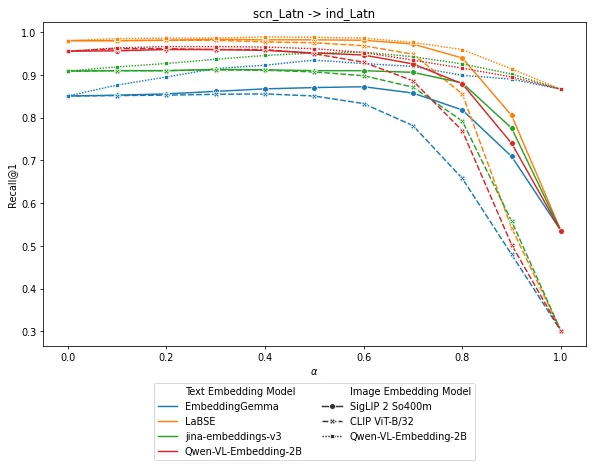 scn_Latn -> ind_Latn
Recall@1
1.0
0.9
0.8
0.7
0.6
0.5
0.4
0.3
0.0 0.2 0.4 0.6 0.8 1.0
α
Text Embedding Model Image Embedding Model
EmbeddingGemma SigLIP 2 So400m
LaBSE CLIP ViT-B/32
jina-embeddings-v3 Qwen-VL-Embedding-2B
Qwen-VL-Embedding-2B